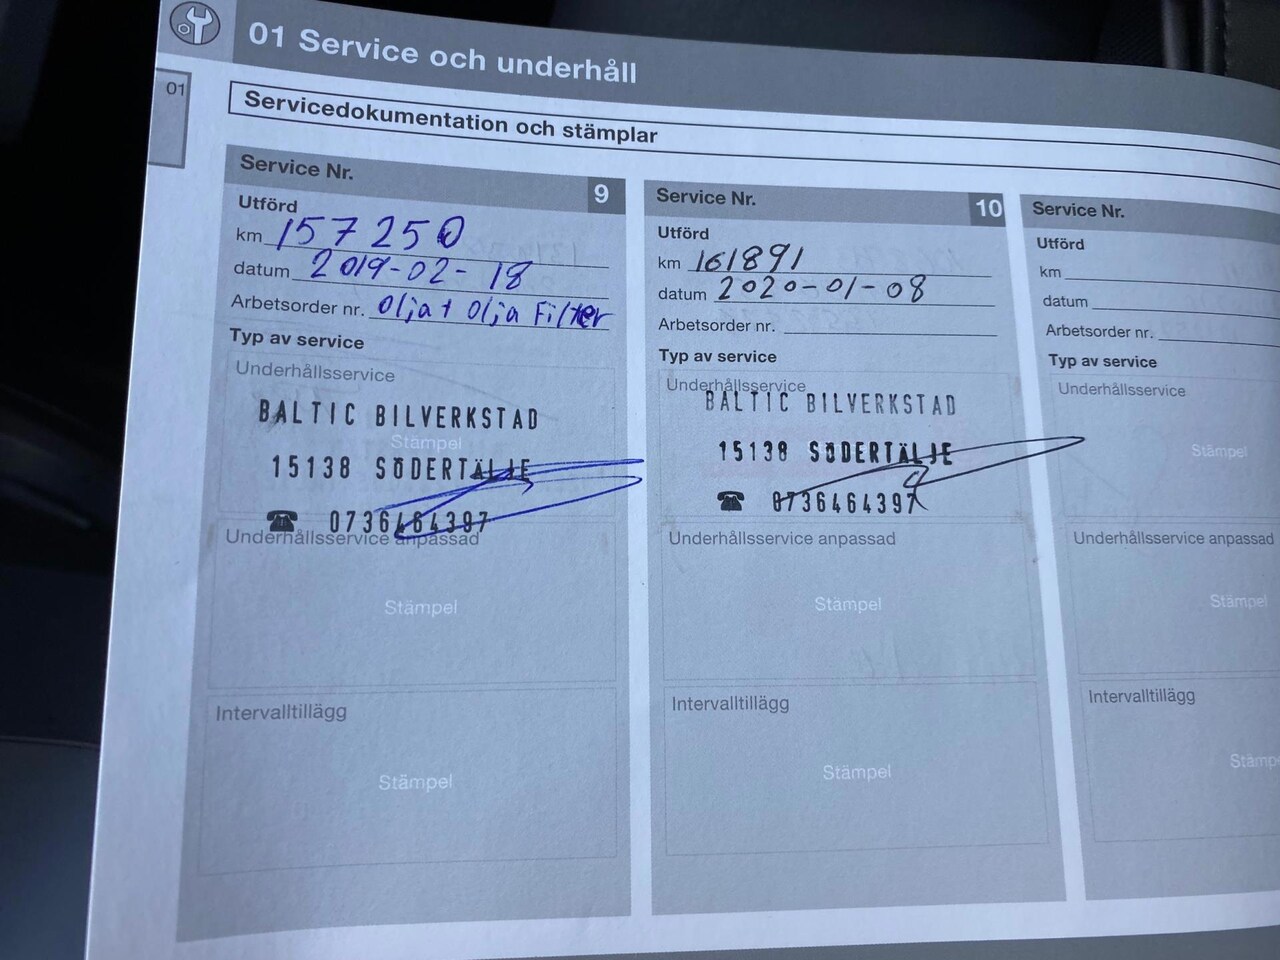 01 Service och underhåll
01
Servicedokumentation och stämplar
Service Nr. 9
Utförd
km 157250
datum 2019-02-18
Arbetsorder nr. Olja + Olja Filter
Typ av service
Underhållsservice
Stämpel
BALTIC BILVERKSTAD
15138 SÖDERTÄLJE
☎ 0736464397
Underhållsservice anpassad
Stämpel
Intervalltillägg
Stämpel
Service Nr. 10
Utförd
km 161891
datum 2020-01-08
Arbetsorder nr.
Typ av service
Underhållsservice
BALTIC BILVERKSTAD
15138 SÖDERTÄLJE
☎ 0736464397
Underhållsservice anpassad
Stämpel
Intervalltillägg
Stämpel
Service Nr.
Utförd
km
datum
Arbetsorder nr.
Typ av service
Underhållsservice
Stämpel
Underhållsservice anpassad
Stämpel
Intervalltillägg
Stämp